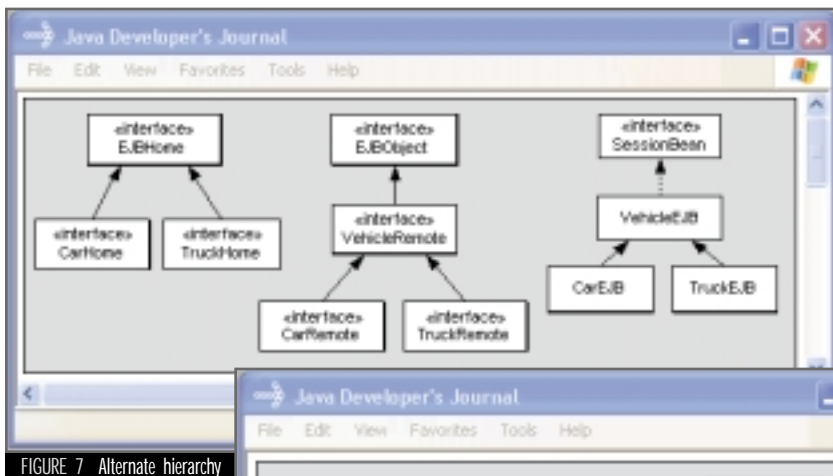 Java Developer's Journal
File Edit View Favorites Tools Help
«interface»
EJBHome
«interface»
CarHome
«interface»
TruckHome
«interface»
EJBObject
«interface»
VehicleRemote
«interface»
CarRemote
«interface»
TruckRemote
«interface»
SessionBean
VehicleEJB
CarEJB
TruckEJB
Java Developer's Journal
File Edit View Favorites Tools Help
FIGURE 7 Alternate hierarchy